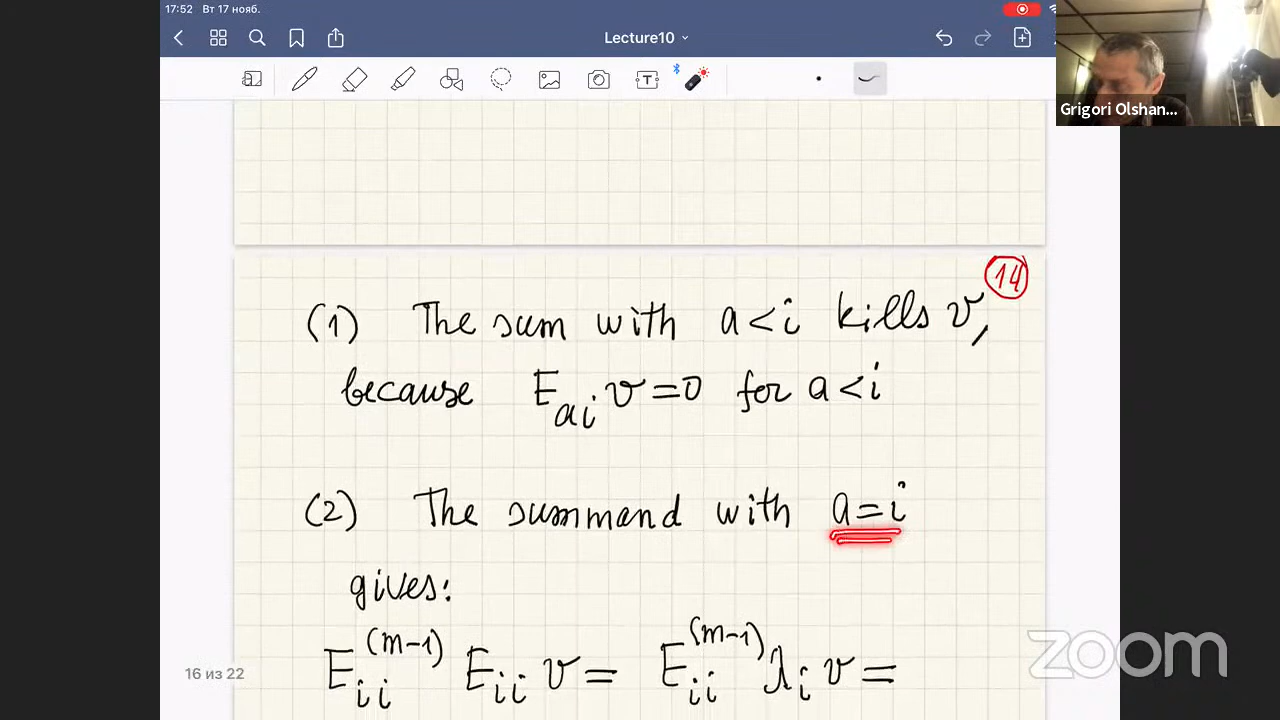 17:52 Вт 17 нояб.
Lecture10
Grigori Olshan...
14
(1) The sum with a < i kills v,
because E_{ai} v = 0 for a < i
(2) The summand with a = i
gives:
E_{ii}^{(m-1)} E_{ii} v = E_{ii}^{(m-1)} λ_i v =
16 из 22
zoom